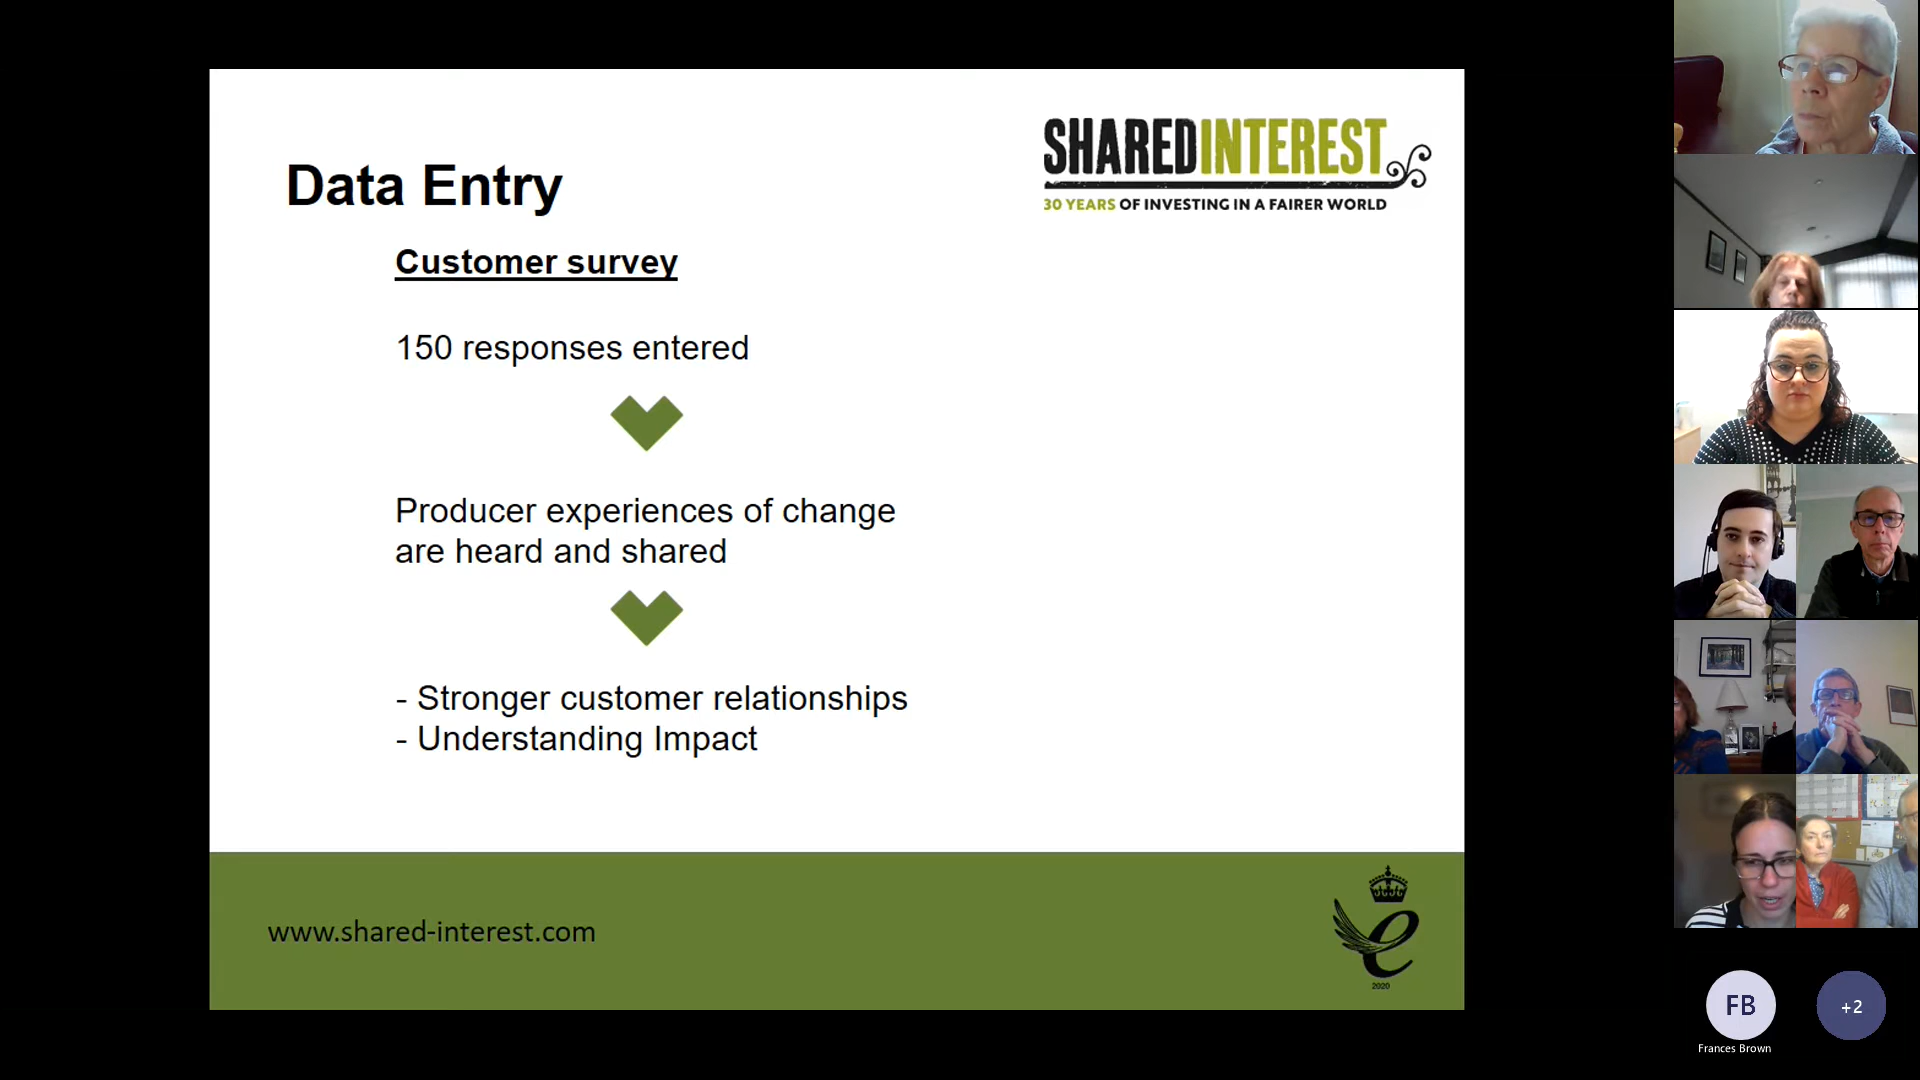 SHAREDINTEREST
30 YEARS OF INVESTING IN A FAIRER WORLD
Data Entry
Customer survey
150 responses entered
Producer experiences of change
are heard and shared
- Stronger customer relationships
- Understanding Impact
www.shared-interest.com
e
2020
FB
+2
Frances Brown